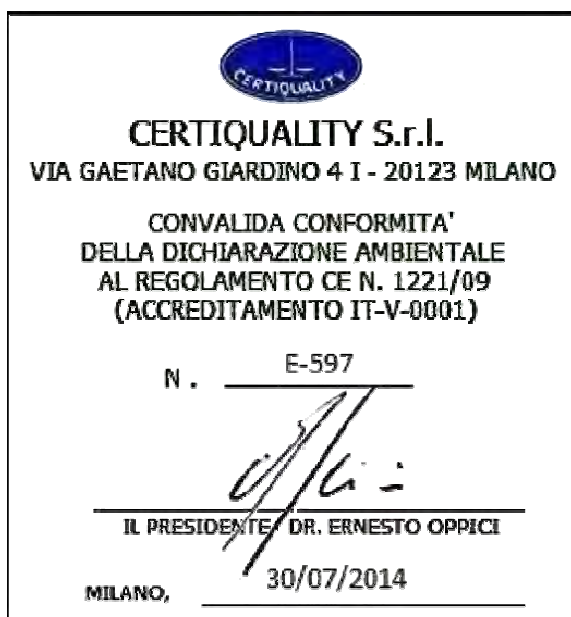 CERTIQUALITY
CERTIQUALITY S.r.l.
VIA GAETANO GIARDINO 4 I - 20123 MILANO
CONVALIDA CONFORMITA'
DELLA DICHIARAZIONE AMBIENTALE
AL REGOLAMENTO CE N. 1221/09
(ACCREDITAMENTO IT-V-0001)
N . E-597
IL PRESIDENTE DR. ERNESTO OPPICI
MILANO, 30/07/2014